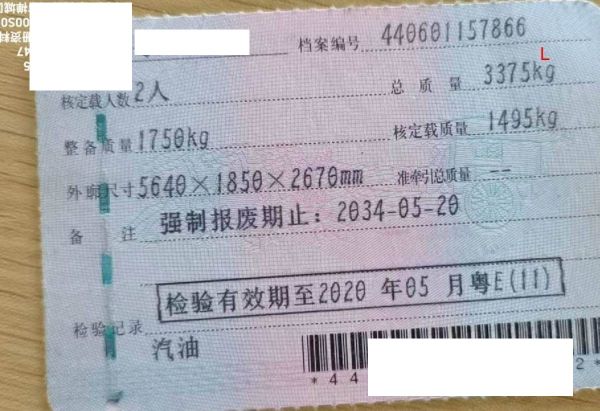 档案编号 440601157866
L
核定载人数 2人 总质量 3375kg
整备质量 1750kg 核定载质量 1495kg
外廓尺寸 5640×1850×2670mm 准牵引总质量 --
备注 强制报废期止：2034-05-20
检验有效期至2020 年05 月粤E(11)
检验记录
汽油
*44
2*